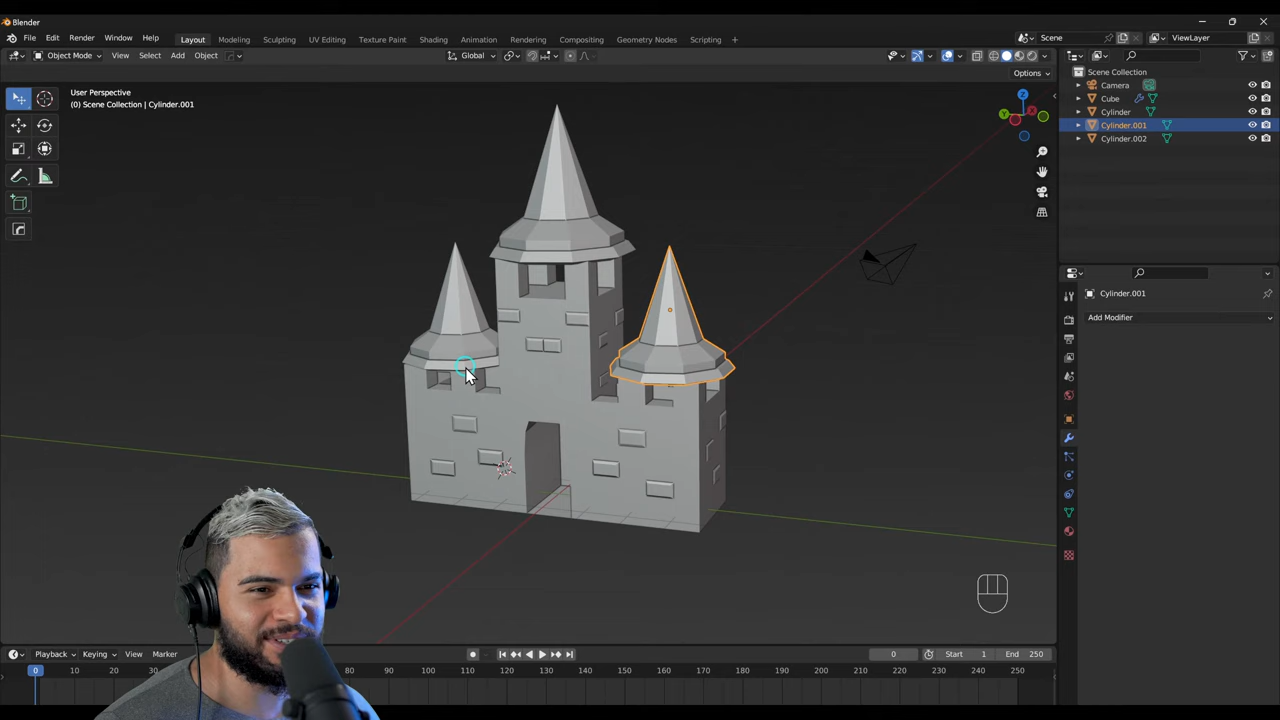 Blender
File Edit Render Window Help
Layout Modeling Sculpting UV Editing Texture Paint Shading Animation Rendering Compositing Geometry Nodes Scripting +
Scene
ViewLayer
Object Mode View Select Add Object
Global
Options
User Perspective
(0) Scene Collection | Cylinder.001
Z
Y
X
Scene Collection
Camera
Cube
Cylinder
Cylinder.001
Cylinder.002
Cylinder.001
Add Modifier
Playback Keying View Marker
0
Start 1
End 250
0 10 20 30 40 50 60 70 80 90 100 110 120 130 140 150 160 170 180 190 200 210 220 230 240 250